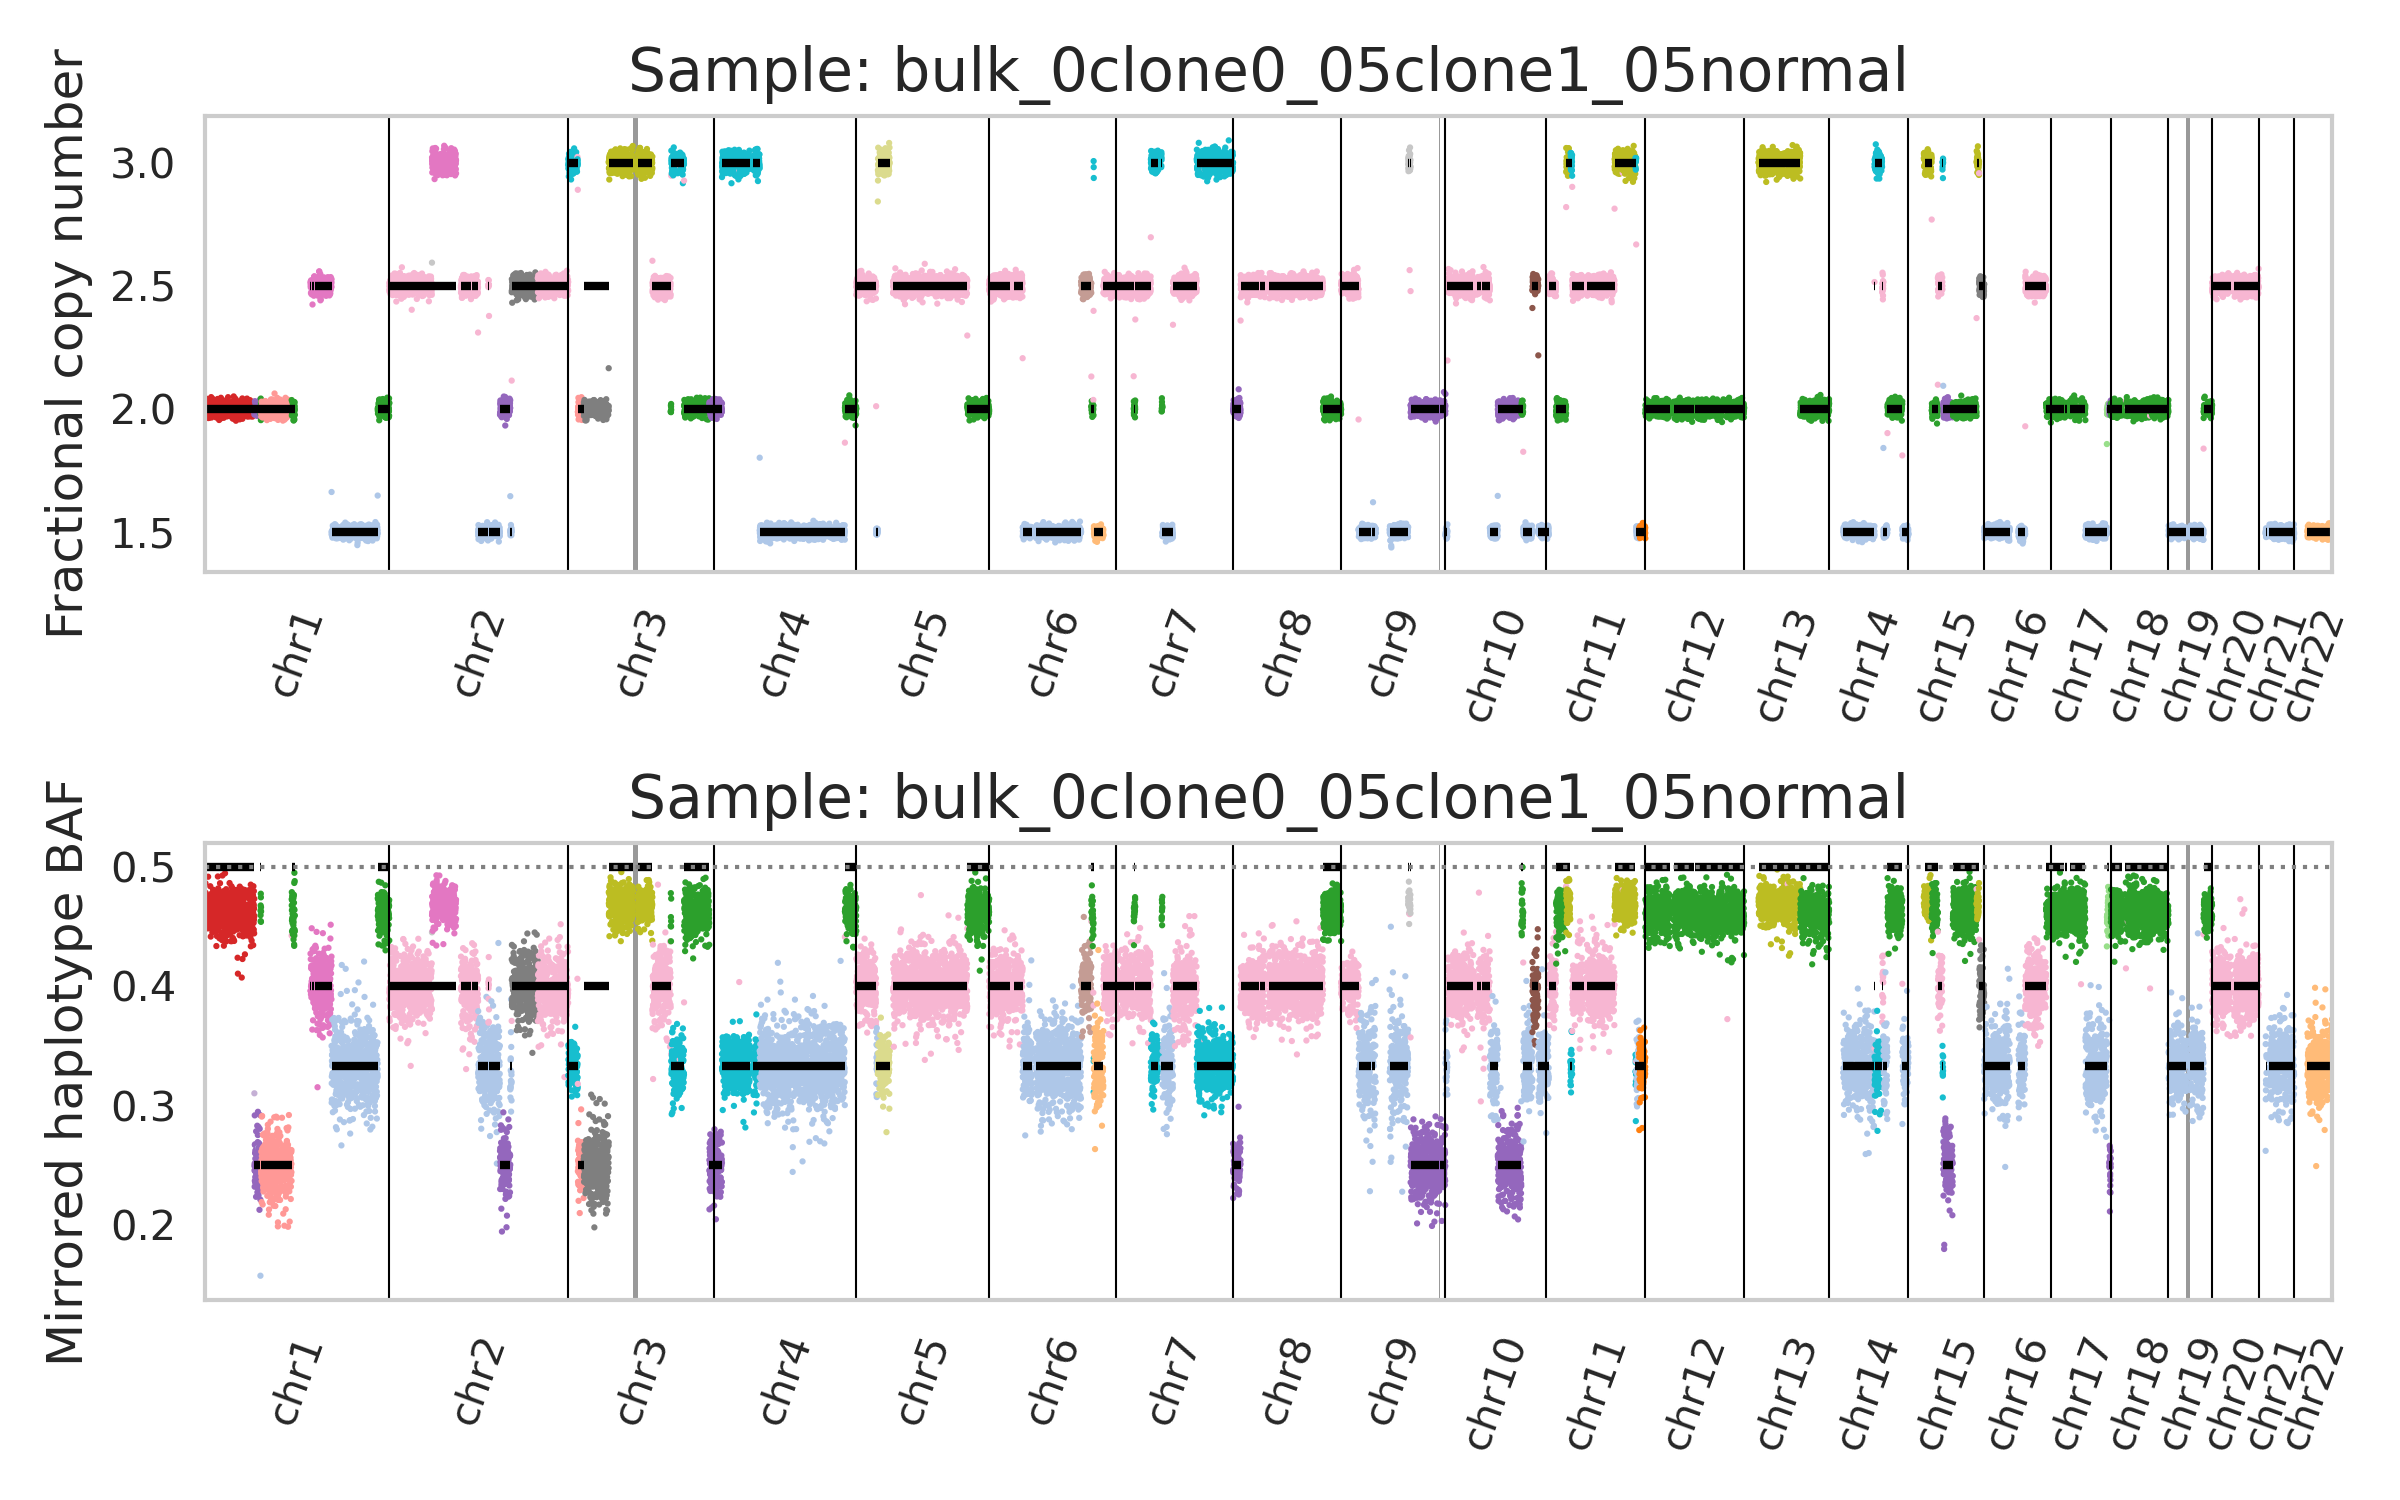 Sample: bulk_0clone0_05clone1_05normal
Fractional copy number
3.0
2.5
2.0
1.5
chr1
chr2
chr3
chr4
chr5
chr6
chr7
chr8
chr9
chr10
chr11
chr12
chr13
chr14
chr15
chr16
chr17
chr18
chr19
chr20
chr21
chr22
Sample: bulk_0clone0_05clone1_05normal
Mirrored haplotype BAF
0.5
0.4
0.3
0.2
chr1
chr2
chr3
chr4
chr5
chr6
chr7
chr8
chr9
chr10
chr11
chr12
chr13
chr14
chr15
chr16
chr17
chr18
chr19
chr20
chr21
chr22